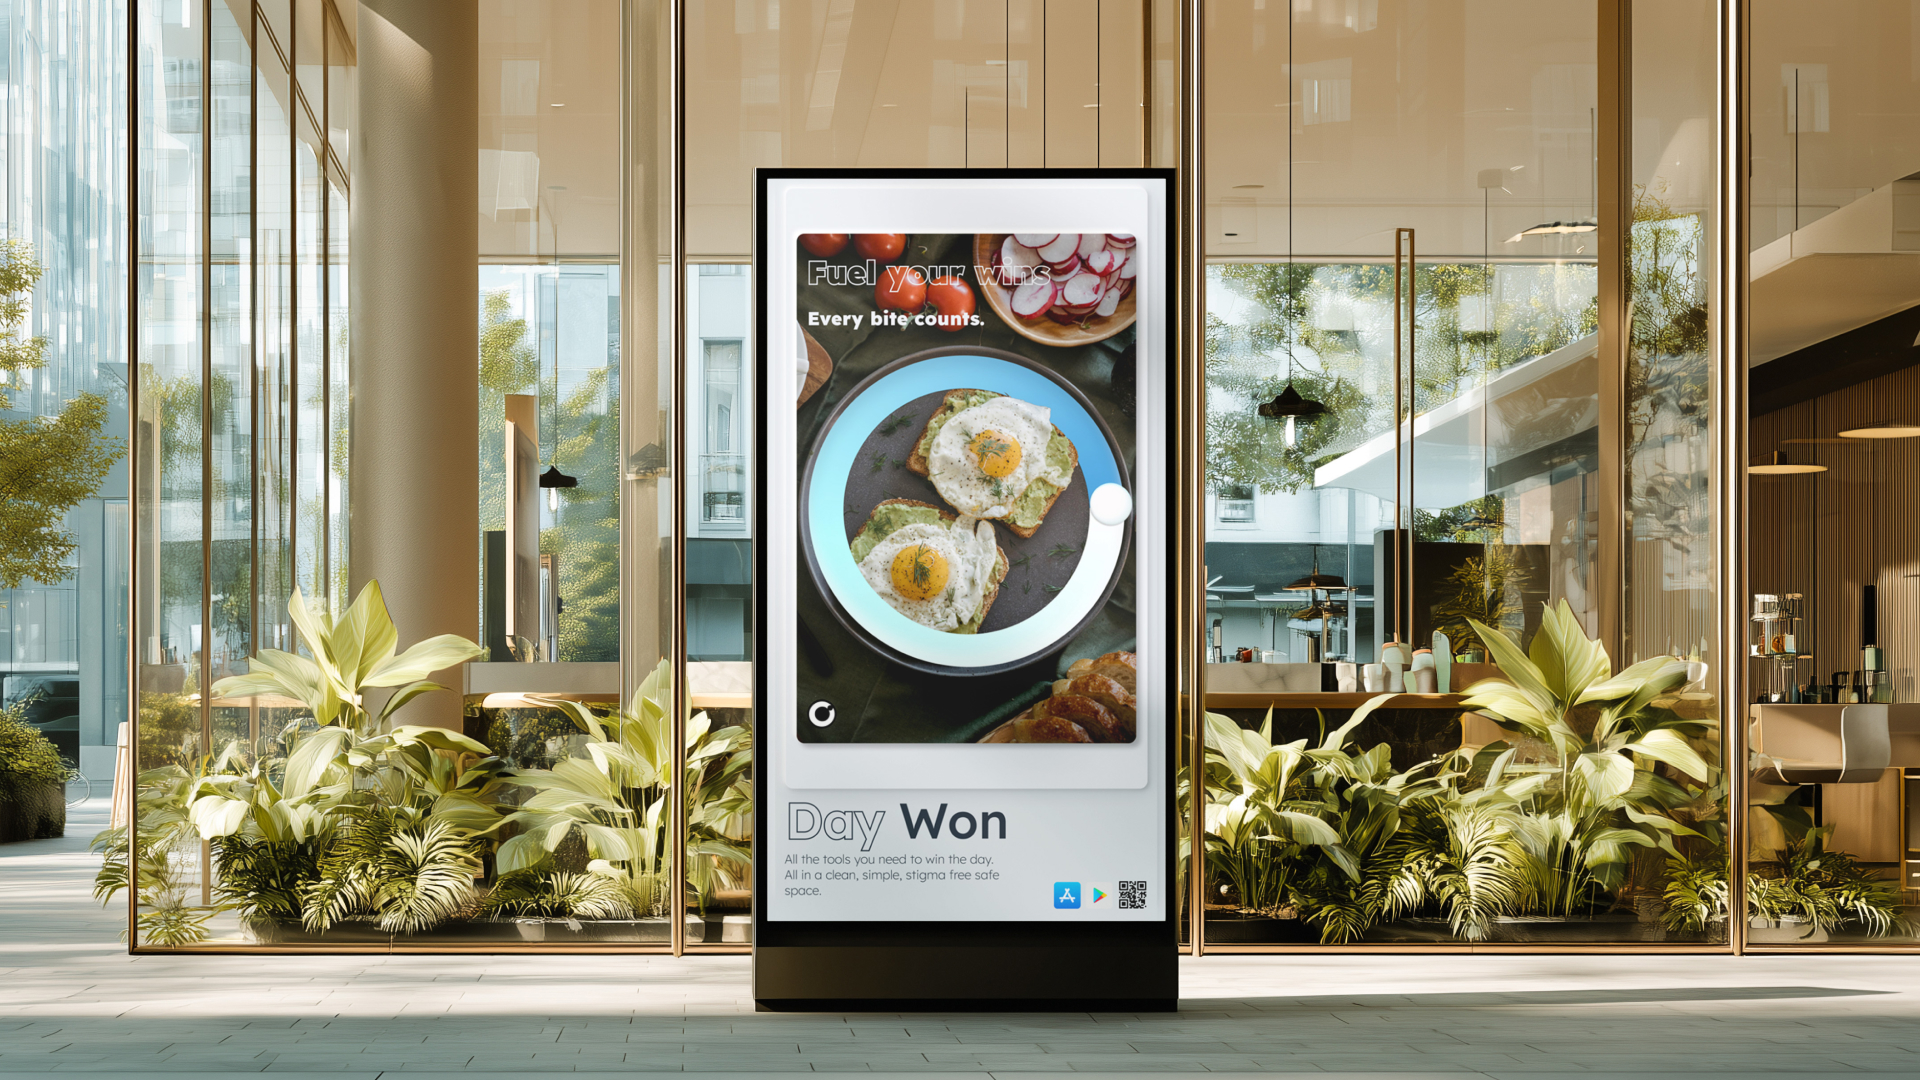 Fuel your wins
Every bite counts.
Day Won
All the tools you need to win the day.
All in a clean, simple, stigma free safe
space.